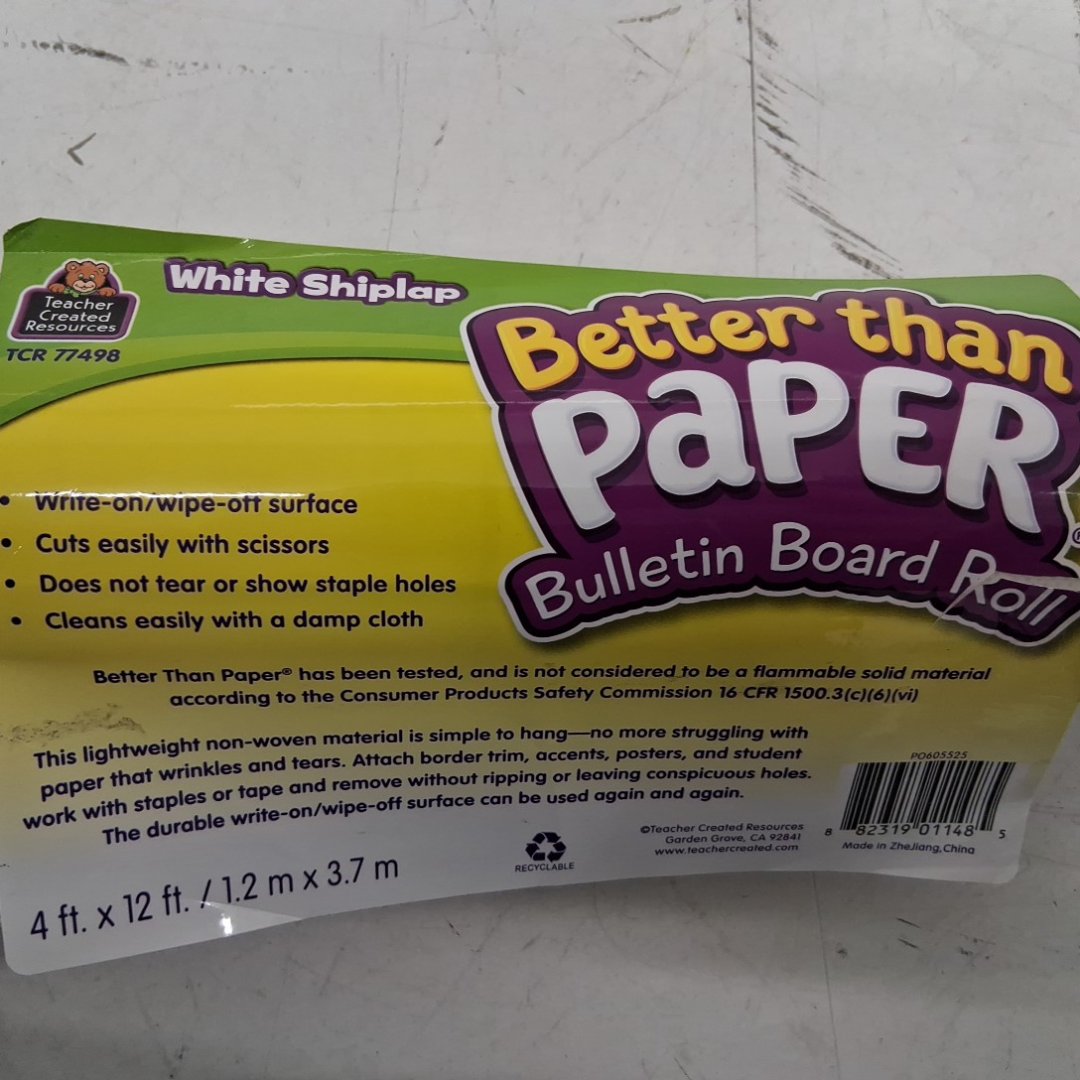 White Shiplap
Teacher
Created
Resources
TCR 77498
Better than
PaPER®
Bulletin Board Roll
• Write-on/wipe-off surface
• Cuts easily with scissors
• Does not tear or show staple holes
• Cleans easily with a damp cloth
Better Than Paper® has been tested, and is not considered to be a flammable solid material
according to the Consumer Products Safety Commission 16 CFR 1500.3(c)(6)(vi)
This lightweight non-woven material is simple to hang—no more struggling with
paper that wrinkles and tears. Attach border trim, accents, posters, and student
work with staples or tape and remove without ripping or leaving conspicuous holes.
The durable write-on/wipe-off surface can be used again and again.
4 ft. x 12 ft. / 1.2 m x 3.7 m
RECYCLABLE
©Teacher Created Resources
Garden Grove, CA 92841
www.teachercreated.com
PO605525
8 82319 01148 5
Made in ZheJiang,China